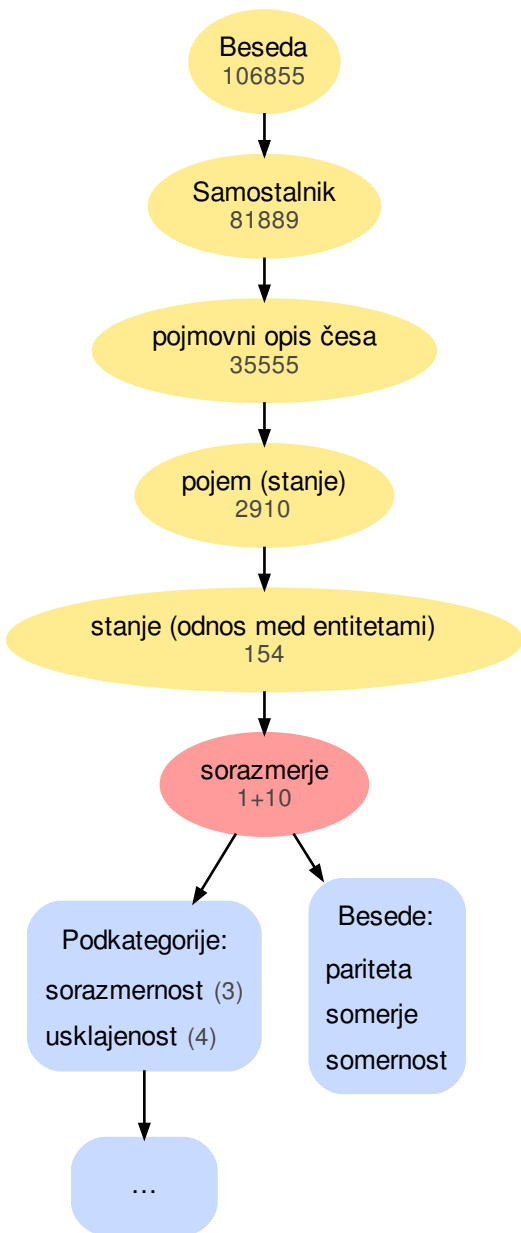 Beseda
106855
Samostalnik
81889
pojmovni opis česa
35555
pojem (stanje)
2910
stanje (odnos med entitetami)
154
sorazmerje
1+10
Podkategorije:
sorazmernost (3)
usklajenost (4)
Besede:
pariteta
somerje
somernost
...